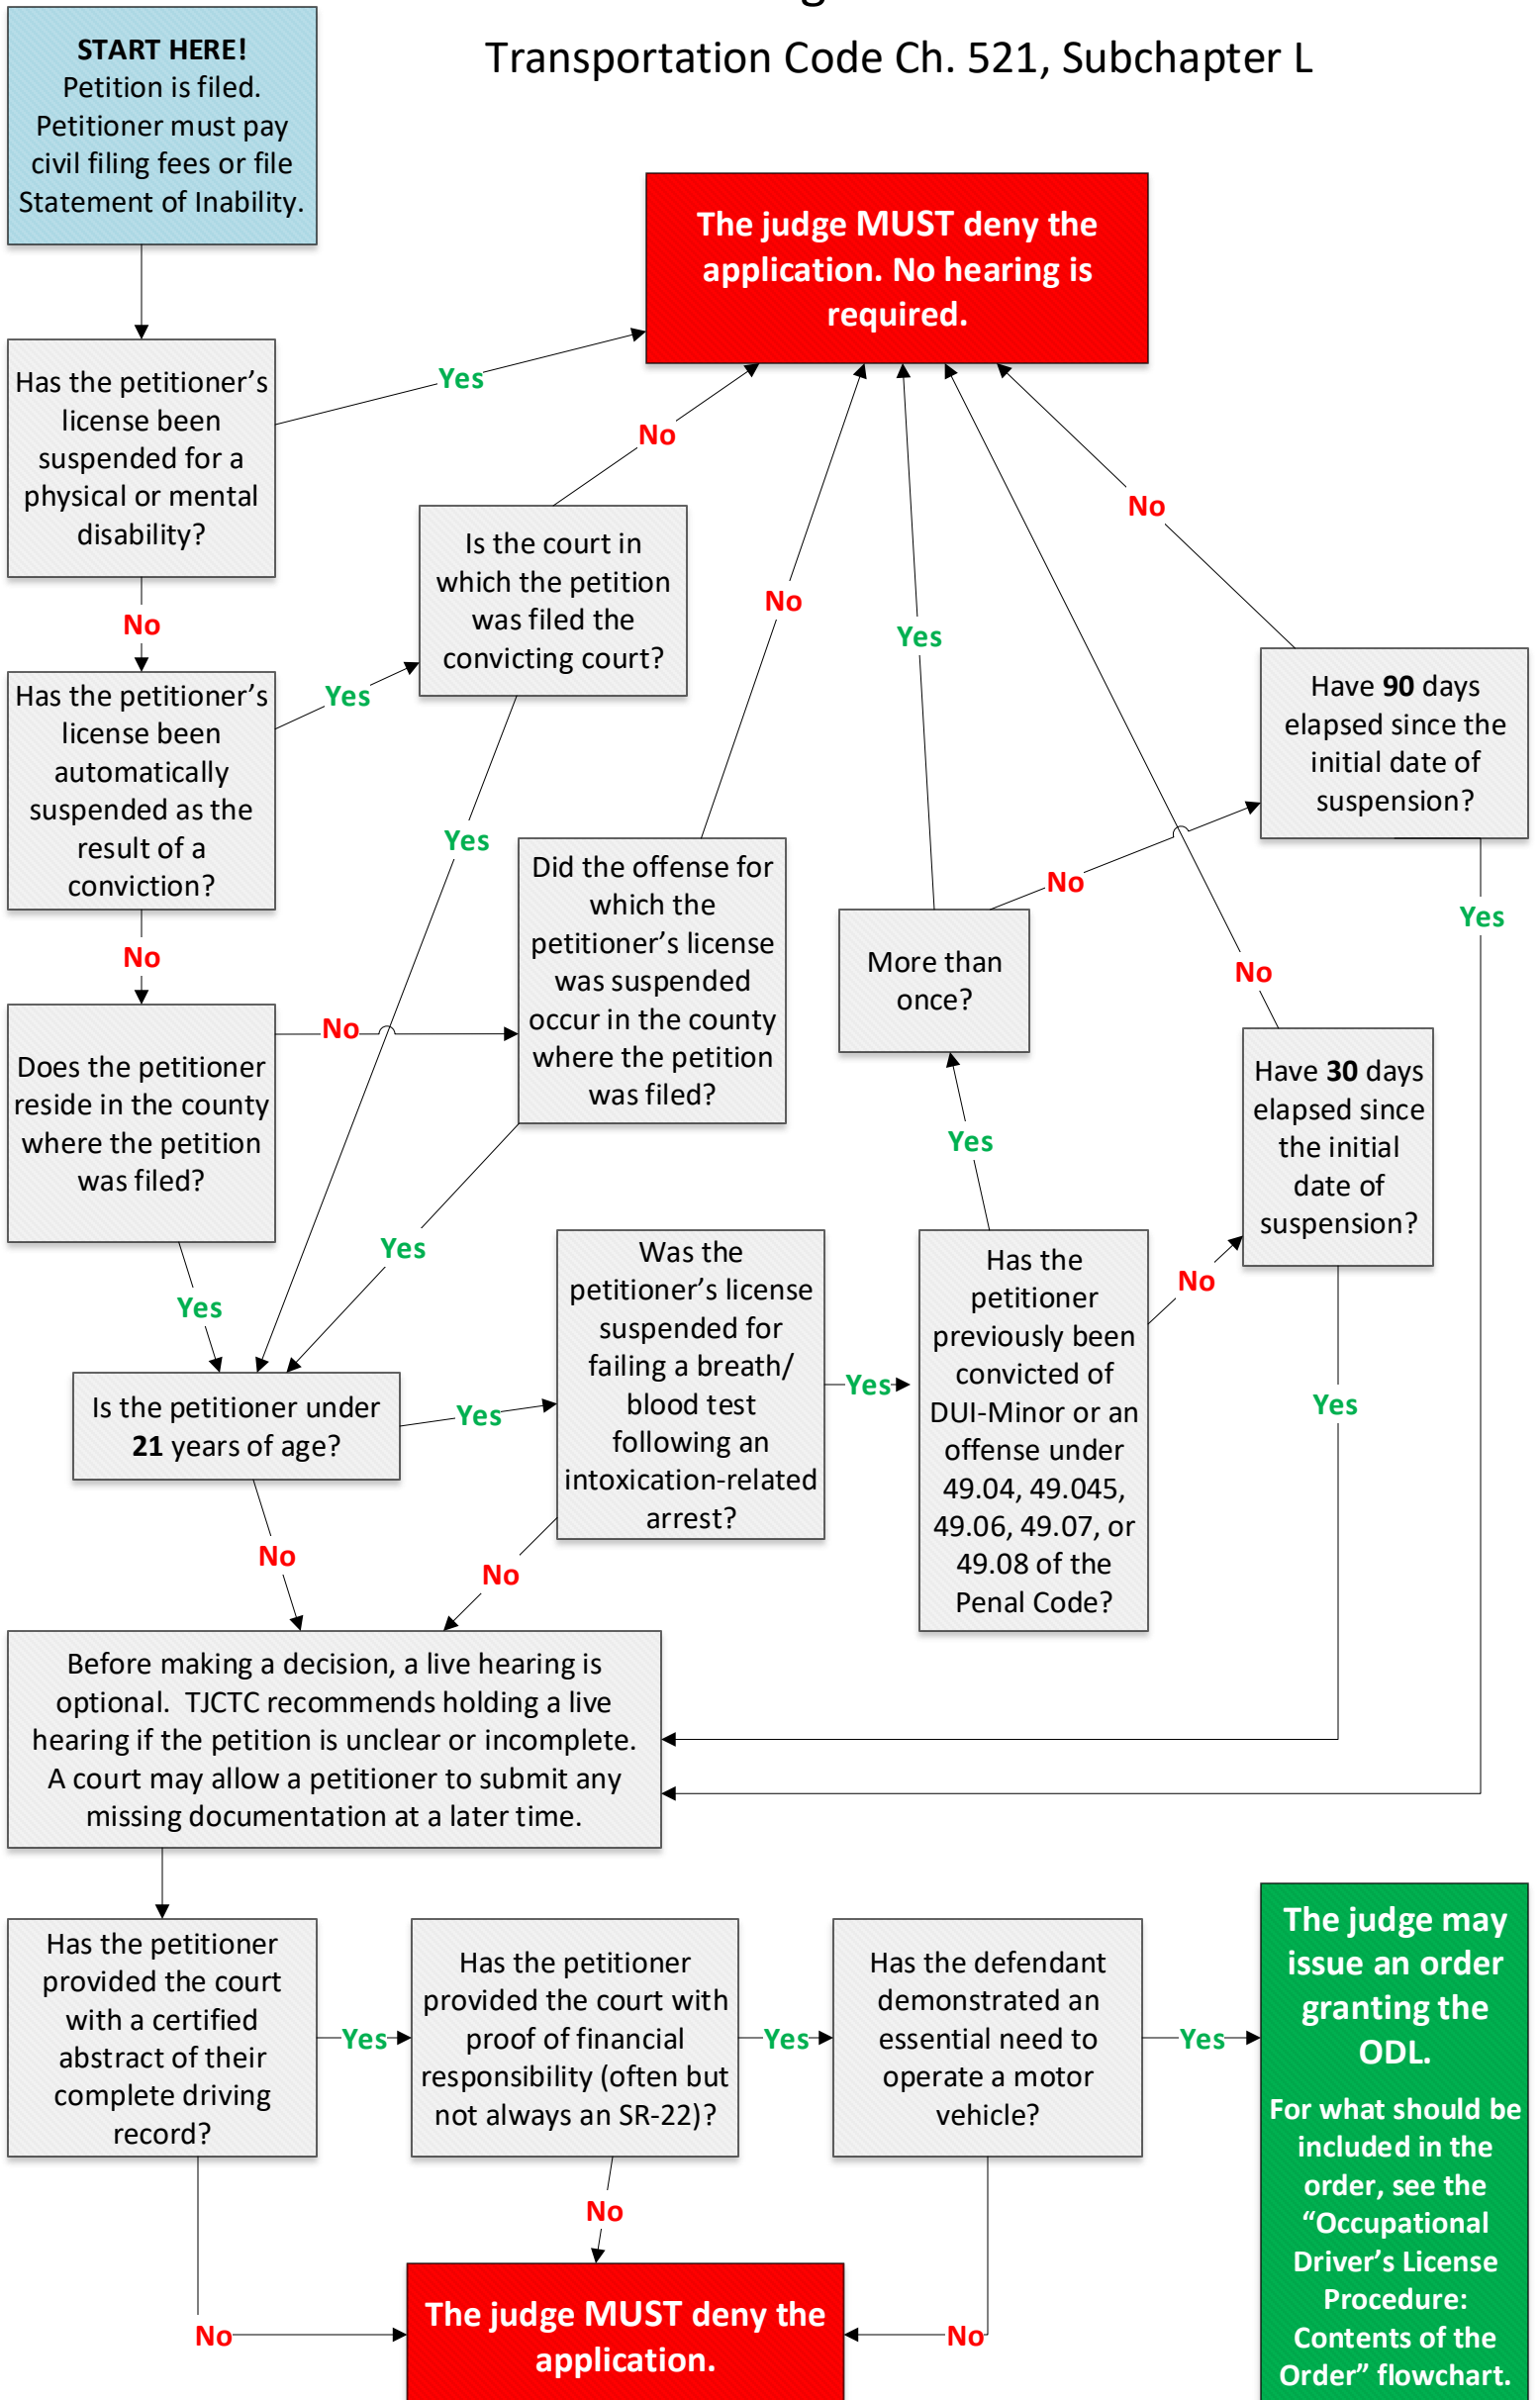 Transportation Code Ch. 521, Subchapter L
START HERE!
Petition is filed.
Petitioner must pay
civil filing fees or file
Statement of Inability.
The judge MUST deny the
application. No hearing is
required.
Has the petitioner’s
license been
suspended for a
physical or mental
disability?
Yes
No
Is the court in
which the petition
was filed the
convicting court?
No
Yes
Has the petitioner’s
license been
automatically
suspended as the
result of a
conviction?
Yes
No
Does the petitioner
reside in the county
where the petition
was filed?
No
Yes
Did the offense for
which the
petitioner’s license
was suspended
occur in the county
where the petition
was filed?
No
Yes
More than
once?
Yes
No
Have 90 days
elapsed since the
initial date of
suspension?
No
Yes
Have 30 days
elapsed since
the initial
date of
suspension?
No
Yes
Is the petitioner under
21 years of age?
Yes
No
Was the
petitioner’s license
suspended for
failing a breath/
blood test
following an
intoxication-related
arrest?
Yes
No
Has the
petitioner
previously been
convicted of
DUI-Minor or an
offense under
49.04, 49.045,
49.06, 49.07, or
49.08 of the
Penal Code?
Yes
No
Before making a decision, a live hearing is
optional.  TJCTC recommends holding a live
hearing if the petition is unclear or incomplete.
A court may allow a petitioner to submit any
missing documentation at a later time.
Has the petitioner
provided the court
with a certified
abstract of their
complete driving
record?
Yes
No
Has the petitioner
provided the court with
proof of financial
responsibility (often but
not always an SR-22)?
Yes
No
Has the defendant
demonstrated an
essential need to
operate a motor
vehicle?
Yes
No
The judge may
issue an order
granting the
ODL.
For what should be
included in the
order, see the
“Occupational
Driver’s License
Procedure:
Contents of the
Order” flowchart.
The judge MUST deny the
application.